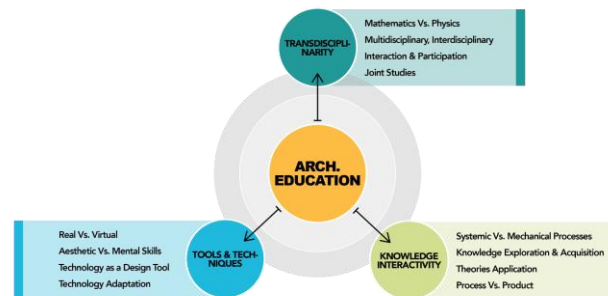 TRANSDISCIPLI-
NARITY
Mathematics Vs. Physics
Multidisciplinary, Interdisciplinary
Interaction & Participation
Joint Studies
ARCH.
EDUCATION
Real Vs. Virtual
Aesthetic Vs. Mental Skills
Technology as a Design Tool
Technology Adaptation
TOOLS & TECH-
NIQUES
KNOWLEDGE
INTERACTIVITY
Systemic Vs. Mechanical Processes
Knowledge Exploration & Acquisition
Theories Application
Process Vs. Product